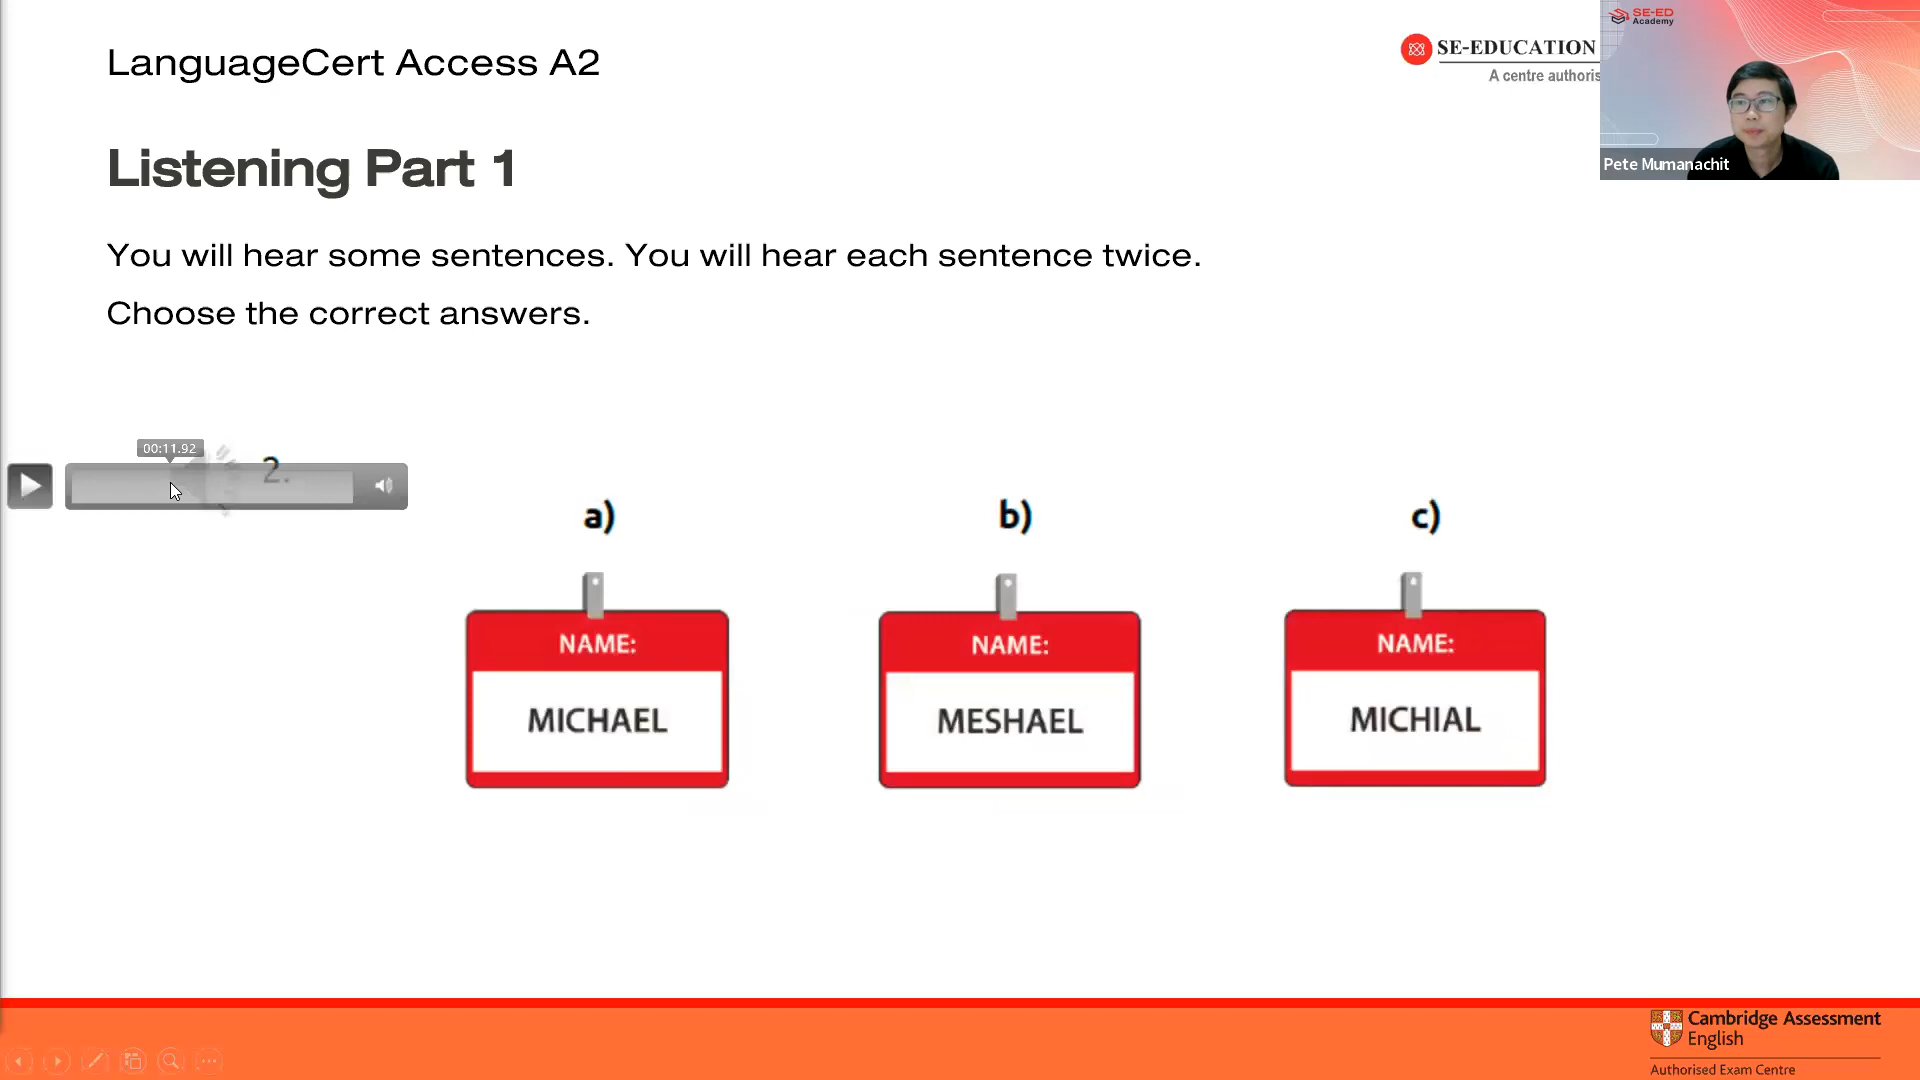 LanguageCert Access A2
SE-EDUCATION
A centre authoris
SE-ED
Academy
Pete Mumanachit
Listening Part 1
You will hear some sentences. You will hear each sentence twice.
Choose the correct answers.
00:11.92
2.
a)
b)
c)
NAME:
MICHAEL
NAME:
MESHAEL
NAME:
MICHIAL
Cambridge Assessment
English
Authorised Exam Centre